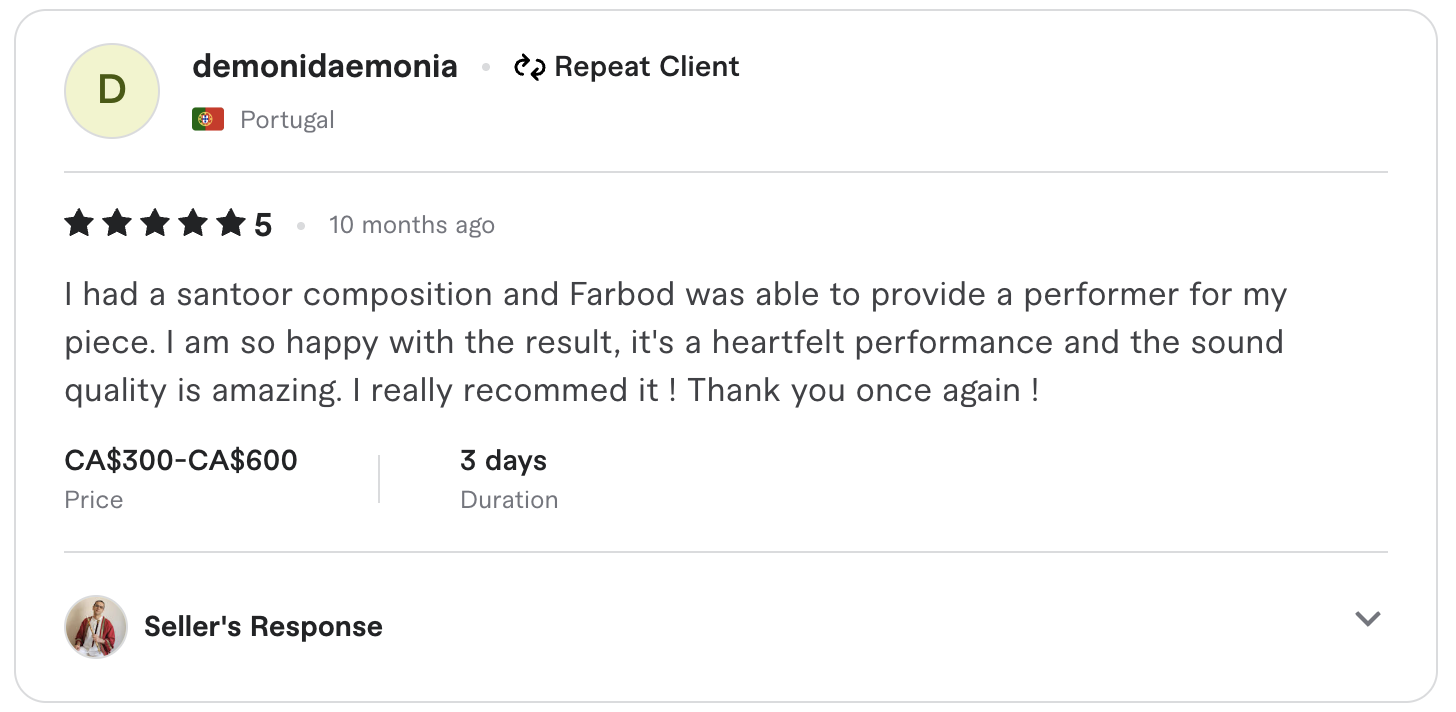 D
demonidaemonia • Repeat Client
Portugal
5 • 10 months ago
I had a santoor composition and Farbod was able to provide a performer for my
piece. I am so happy with the result, it's a heartfelt performance and the sound
quality is amazing. I really recommed it ! Thank you once again !
CA$300-CA$600
Price
3 days
Duration
Seller's Response